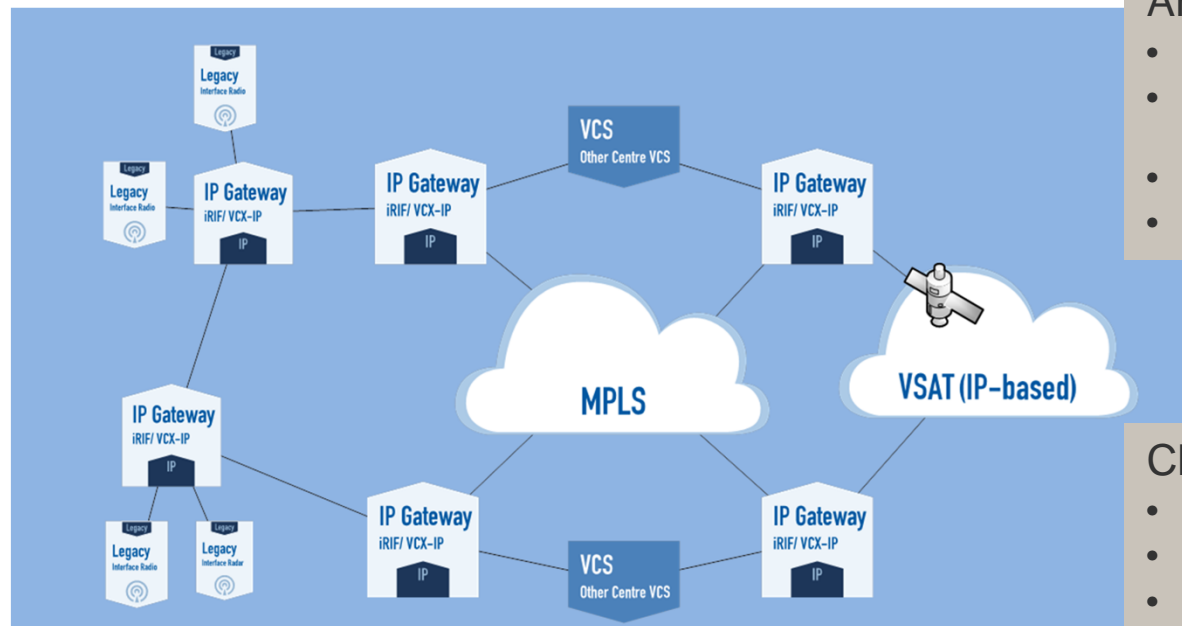 Legacy
Legacy
Interface Radio
Legacy
Legacy
Interface Radio
IP Gateway
iRIF/ VCX-IP
IP
IP Gateway
iRIF/ VCX-IP
IP
VCS
Other Centre VCS
IP Gateway
iRIF/ VCX-IP
IP
MPLS
VSAT (IP-based)
IP Gateway
iRIF/ VCX-IP
IP
Legacy
Legacy
Interface Radio
Legacy
Legacy
Interface Radar
IP Gateway
iRIF/ VCX-IP
IP
VCS
Other Centre VCS
IP Gateway
iRIF/ VCX-IP
IP